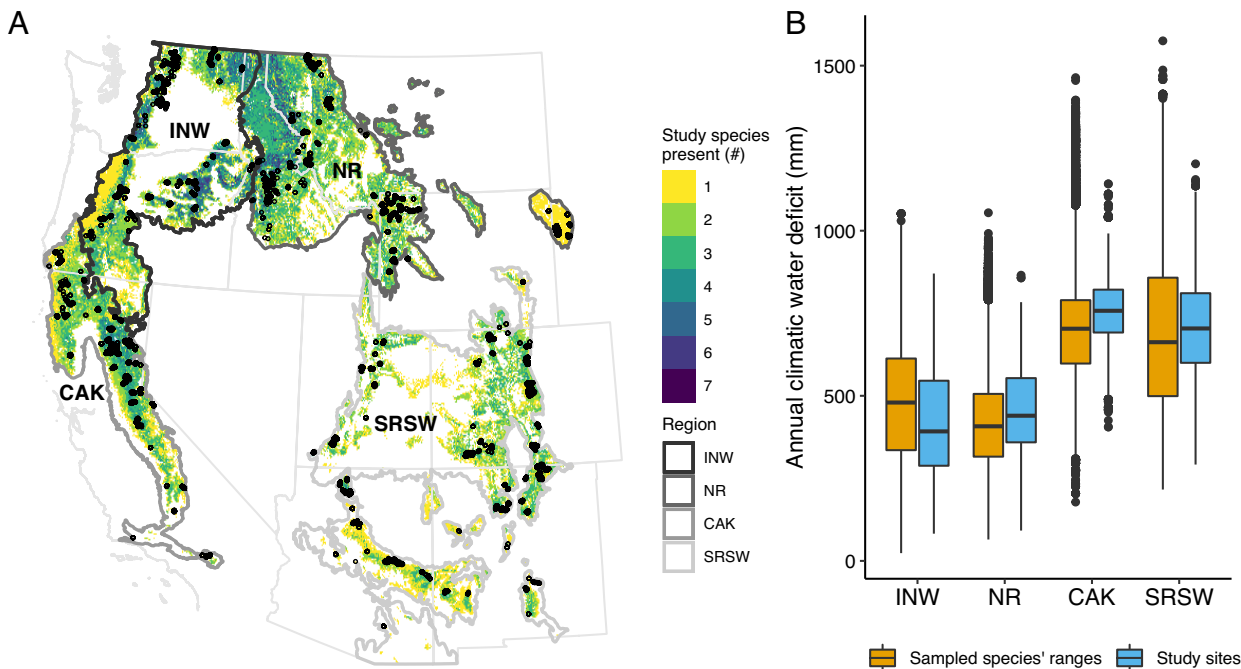 A
INW
NR
CAK
SRSW
Study species
present (#)
1
2
3
4
5
6
7
Region
INW
NR
CAK
SRSW
B
Annual climatic water deficit (mm)
1500
1000
500
0
INW
NR
CAK
SRSW
Sampled species' ranges
Study sites